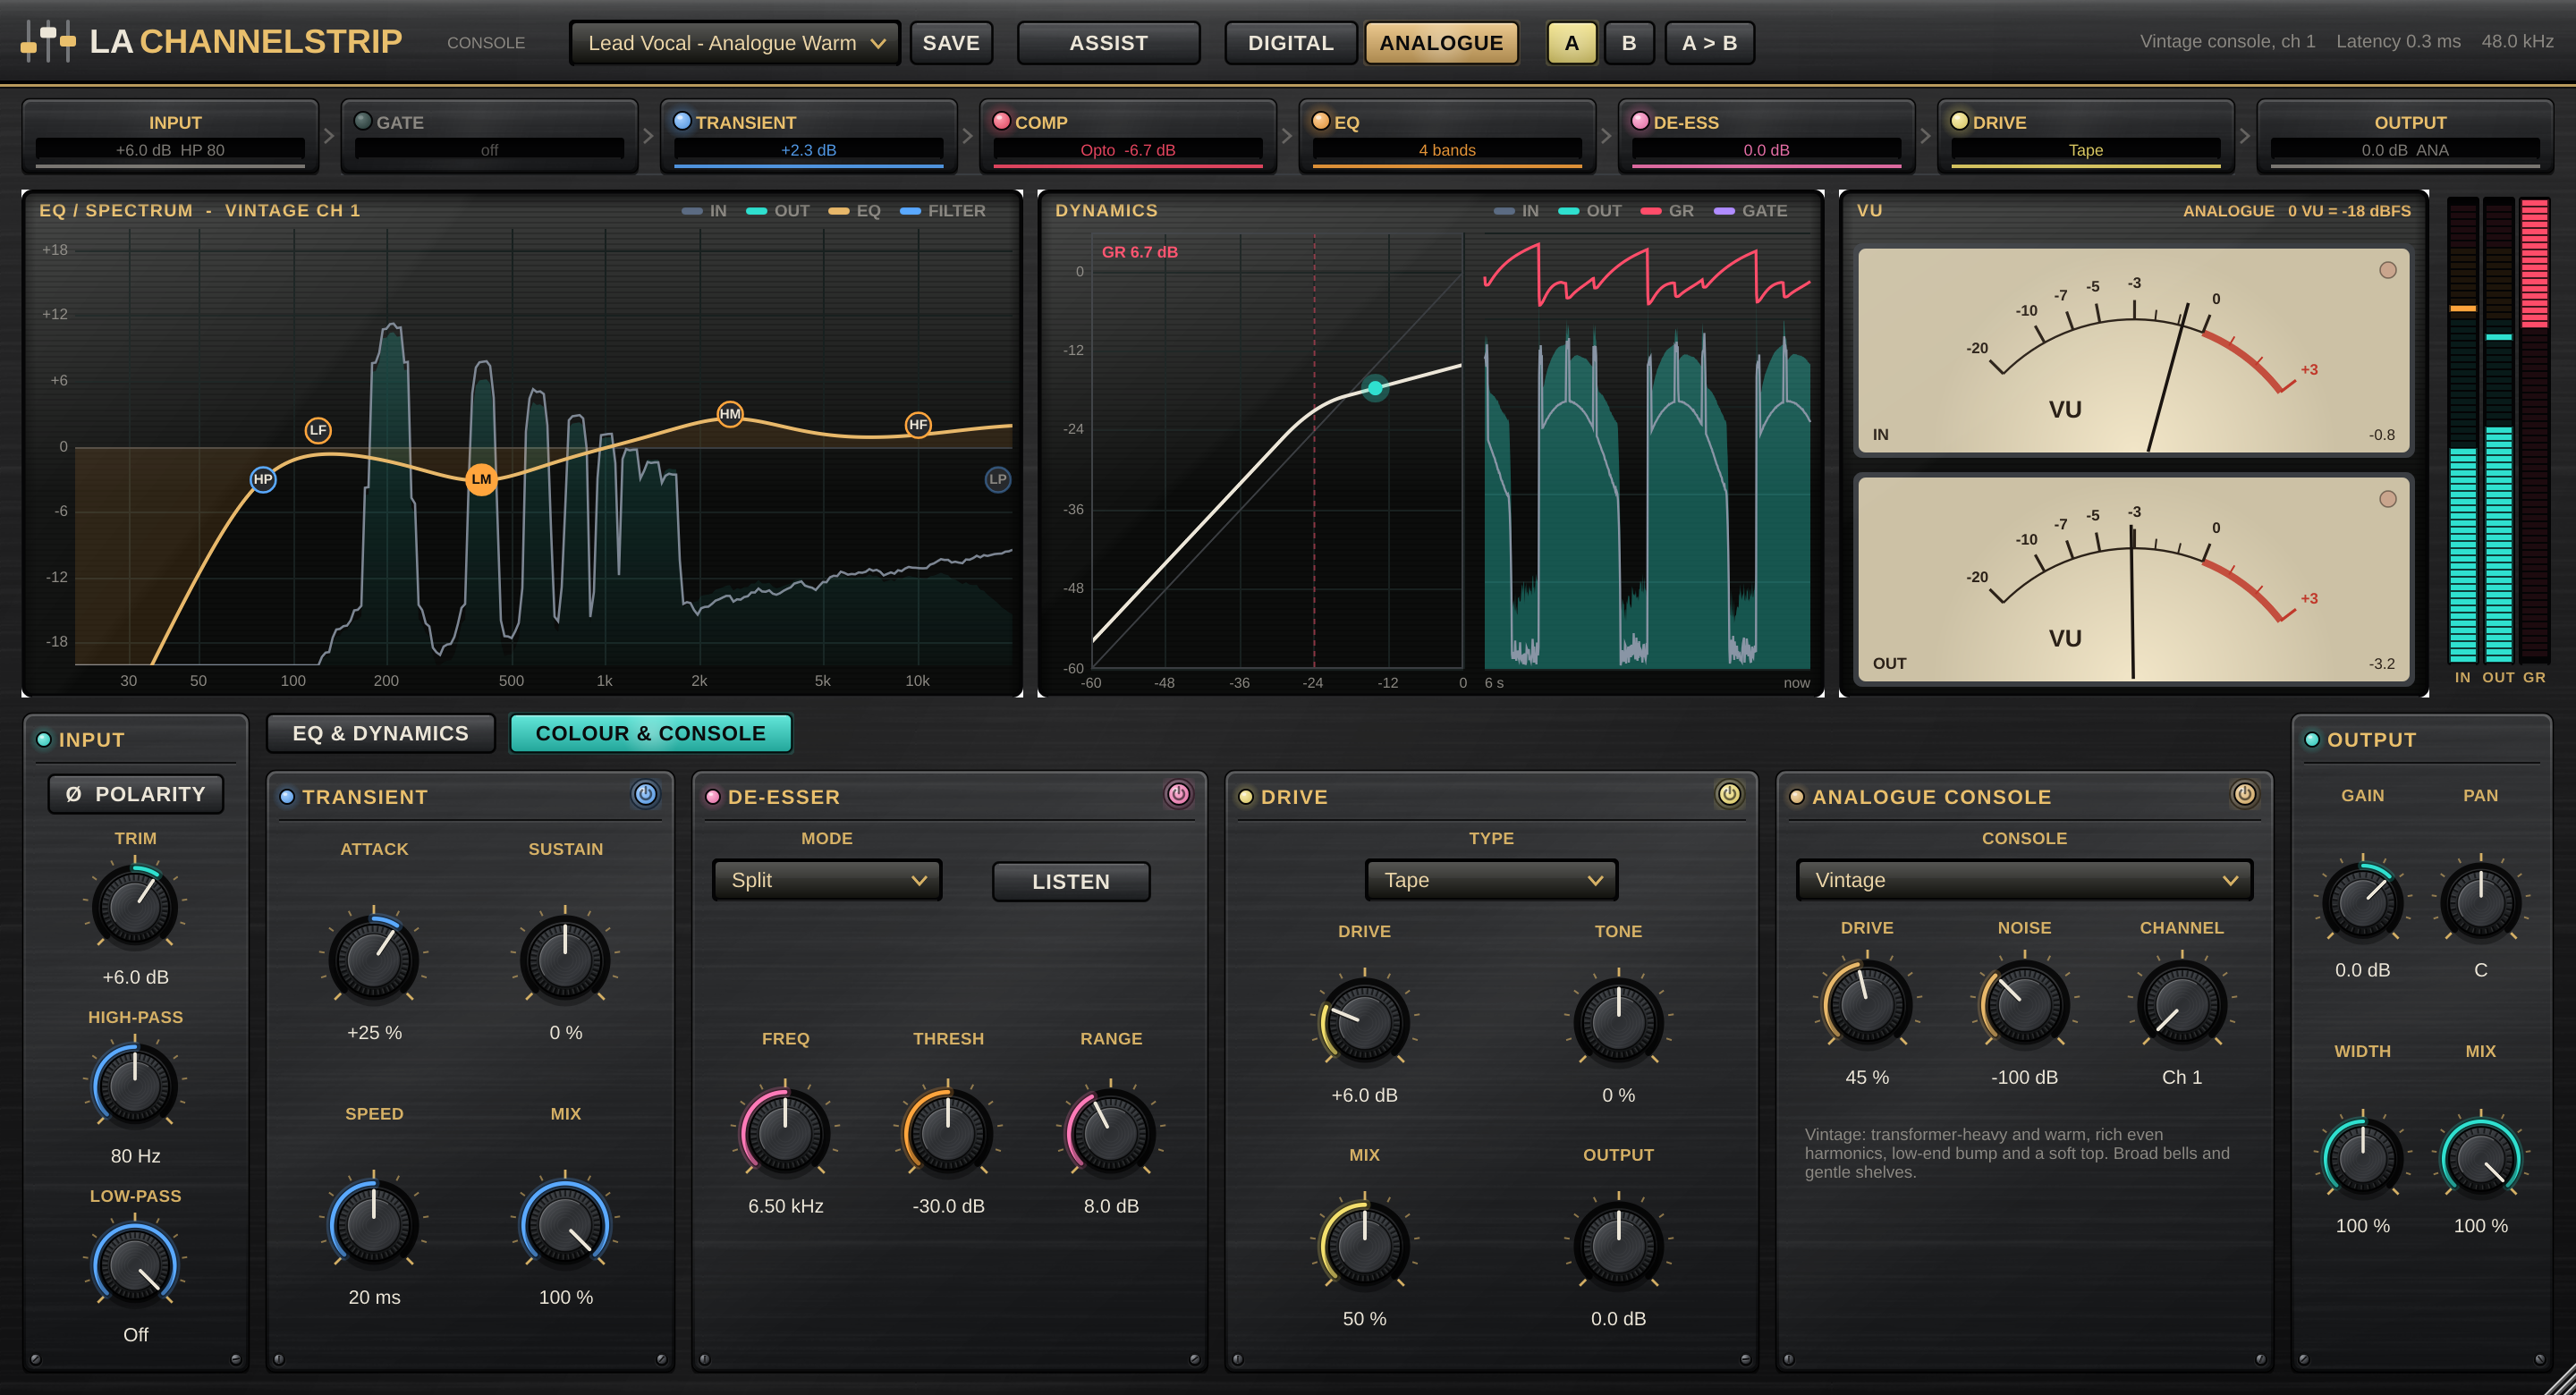 LA CHANNELSTRIP CONSOLE Lead Vocal - Analogue Warm SAVE ASSIST DIGITAL ANALOGUE A B A > B Vintage console, ch 1 Latency 0.3 ms 48.0 kHz
INPUT GATE TRANSIENT COMP EQ DE-ESS DRIVE OUTPUT
+6.0 dB HP 80 off +2.3 dB Opto -6.7 dB 4 bands 0.0 dB Tape 0.0 dB ANA
EQ / SPECTRUM - VINTAGE CH 1 IN OUT EQ FILTER
+18
+12
+6
0
-6
-12
-18
LF
HP
LM
HM
HF
LP
30 50 100 200 500 1k 2k 5k 10k
DYNAMICS IN OUT GR GATE
GR 6.7 dB
0
-12
-24
-36
-48
-60
-60 -48 -36 -24 -12 0 6 s now
VU ANALOGUE 0 VU = -18 dBFS
-20 -10 -7 -5 -3 0 +3
VU
IN -0.8
-20 -10 -7 -5 -3 0 +3
VU
OUT -3.2
IN OUT GR
INPUT
Ø POLARITY
TRIM
+6.0 dB
HIGH-PASS
80 Hz
LOW-PASS
Off
EQ & DYNAMICS COLOUR & CONSOLE
TRANSIENT
ATTACK SUSTAIN
+25 % 0 %
SPEED MIX
20 ms 100 %
DE-ESSER
MODE
Split LISTEN
FREQ THRESH RANGE
6.50 kHz -30.0 dB 8.0 dB
DRIVE
TYPE
Tape
DRIVE TONE
+6.0 dB 0 %
MIX OUTPUT
50 % 0.0 dB
ANALOGUE CONSOLE
CONSOLE
Vintage
DRIVE NOISE CHANNEL
45 % -100 dB Ch 1
Vintage: transformer-heavy and warm, rich even
harmonics, low-end bump and a soft top. Broad bells and
gentle shelves.
OUTPUT
GAIN PAN
0.0 dB C
WIDTH MIX
100 % 100 %